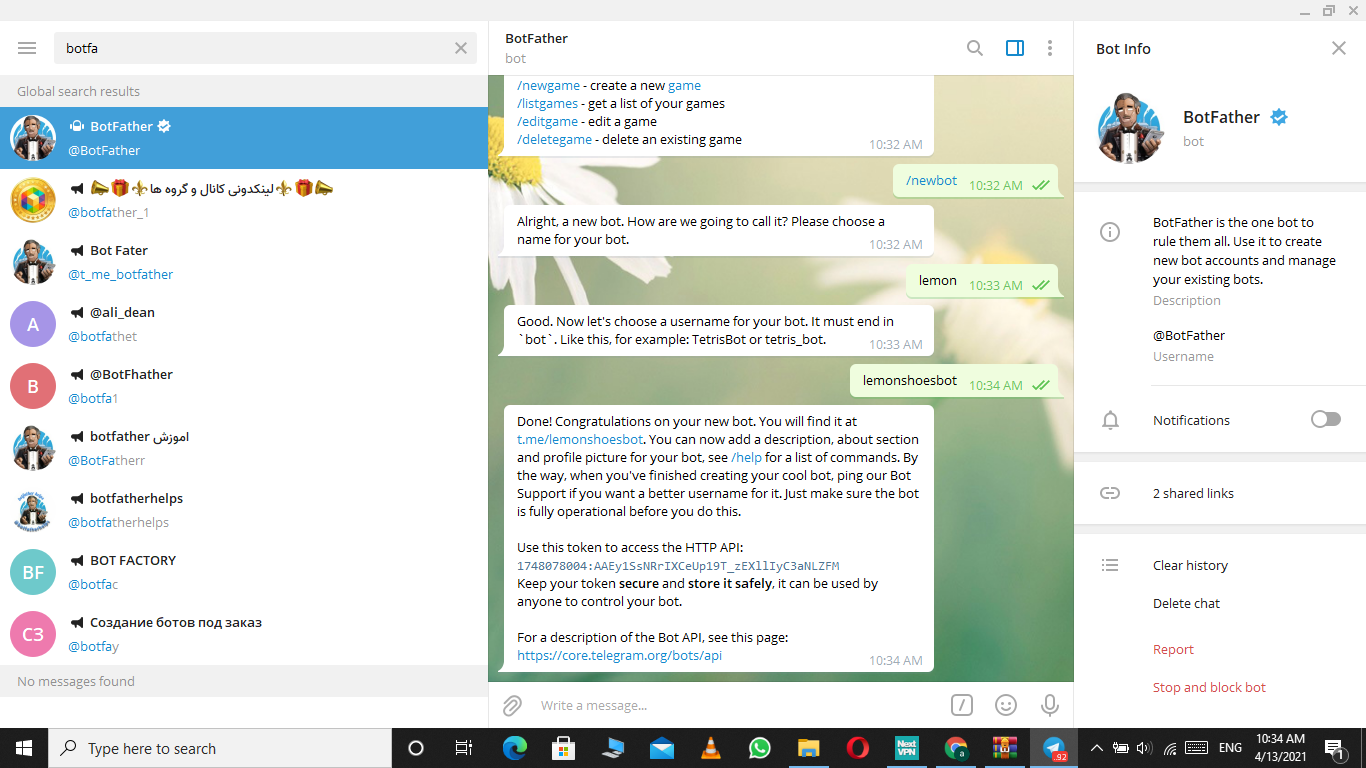 botfa
Global search results
BotFather
@BotFather
لینکدونی کانال و گروه ها
@botfather_1
Bot Fater
@t_me_botfather
A
@ali_dean
@botfathet
B
@BotFhather
@botfa1
botfather اموزش
@BotFatherr
botfatherhelps
@botfatherhelps
BF
BOT FACTORY
@botfac
СЗ
Создание ботов под заказ
@botfay
No messages found
BotFather
bot
/newgame - create a new game
/listgames - get a list of your games
/editgame - edit a game
/deletegame - delete an existing game
10:32 AM
/newbot 10:32 AM
Alright, a new bot. How are we going to call it? Please choose a
name for your bot.
10:32 AM
lemon 10:33 AM
Good. Now let's choose a username for your bot. It must end in
`bot`. Like this, for example: TetrisBot or tetris_bot.
10:33 AM
lemonshoesbot 10:34 AM
Done! Congratulations on your new bot. You will find it at
t.me/lemonshoesbot. You can now add a description, about section
and profile picture for your bot, see /help for a list of commands. By
the way, when you've finished creating your cool bot, ping our Bot
Support if you want a better username for it. Just make sure the bot
is fully operational before you do this.
Use this token to access the HTTP API:
1748078004:AAEy1SsNRrIXCeUp19T_zEXllIyC3aNLZFM
Keep your token secure and store it safely, it can be used by
anyone to control your bot.
For a description of the Bot API, see this page:
https://core.telegram.org/bots/api
10:34 AM
Write a message...
Bot Info
BotFather
bot
BotFather is the one bot to
rule them all. Use it to create
new bot accounts and manage
your existing bots.
Description
@BotFather
Username
Notifications
2 shared links
Clear history
Delete chat
Report
Stop and block bot
Type here to search
Next
VPN
a
.92
ENG
10:34 AM
4/13/2021
1